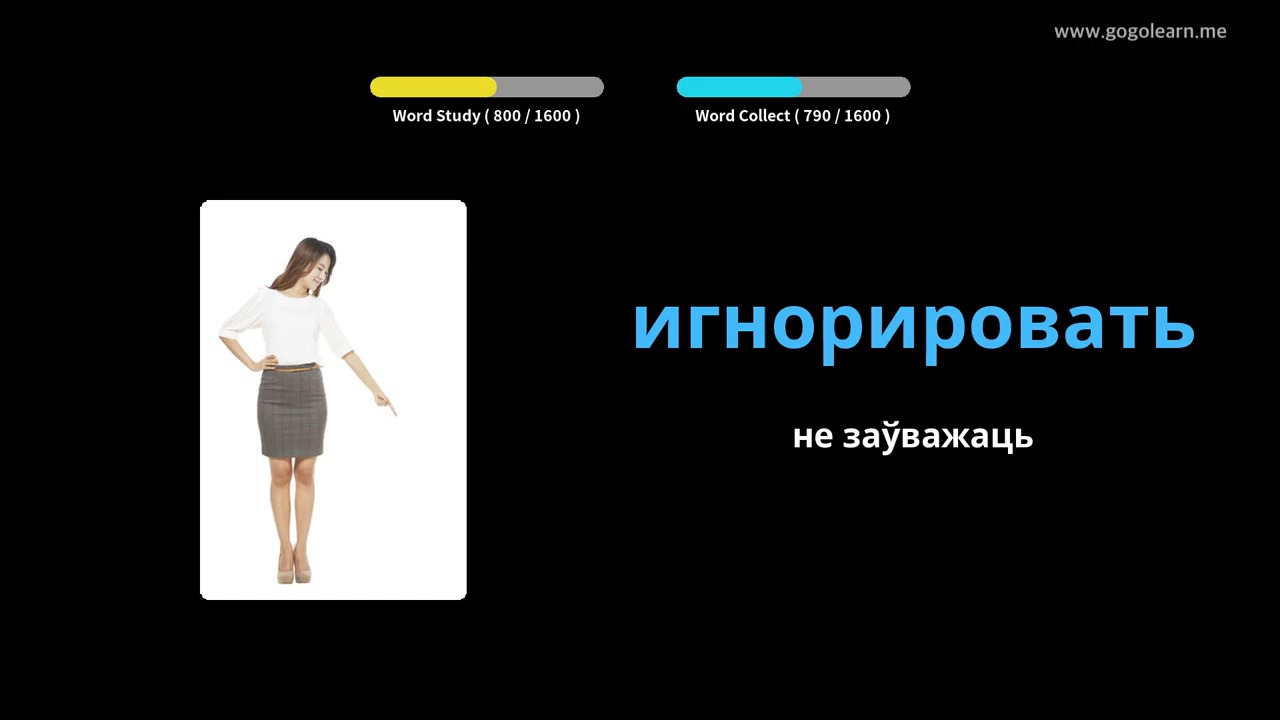 www.gogolearn.me
Word Study ( 800 / 1600 )
Word Collect ( 790 / 1600 )
игнорировать
не заўважаць